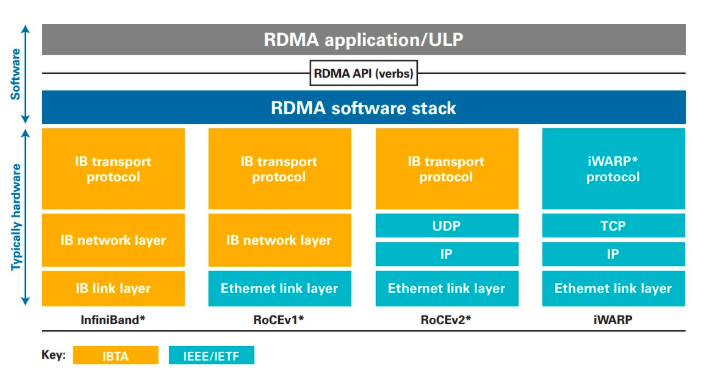 RDMA application/ULP
RDMA API (verbs)
RDMA software stack
Software
Typically hardware
IB transport
protocol
IB network layer
IB link layer
InfiniBand*
IB transport
protocol
IB network layer
Ethernet link layer
RoCEv1*
IB transport
protocol
UDP
IP
Ethernet link layer
RoCEv2*
iWARP*
protocol
TCP
IP
Ethernet link layer
iWARP
Key:
IBTA
IEEE/IETF